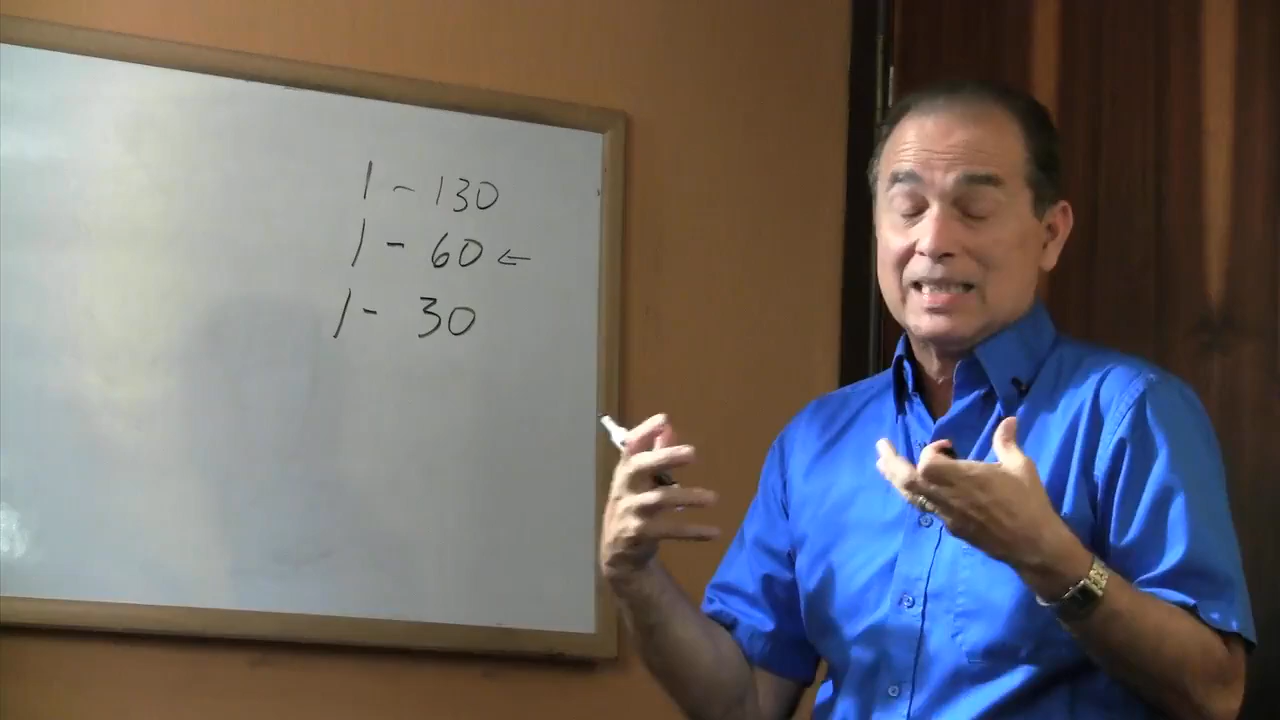 1 - 130
1 - 60 ←
1 - 30